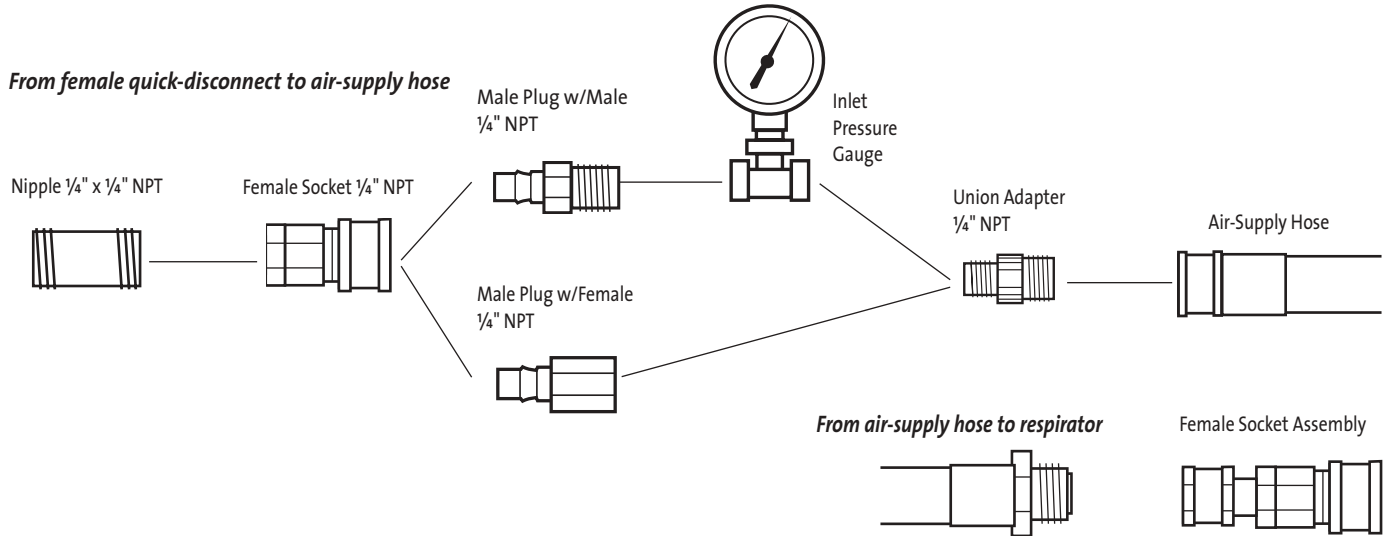 From female quick-disconnect to air-supply hose
Nipple ¼" x ¼" NPT
Female Socket ¼" NPT
Male Plug w/Male
¼" NPT
Inlet
Pressure
Gauge
Male Plug w/Female
¼" NPT
Union Adapter
¼" NPT
Air-Supply Hose
From air-supply hose to respirator
Female Socket Assembly